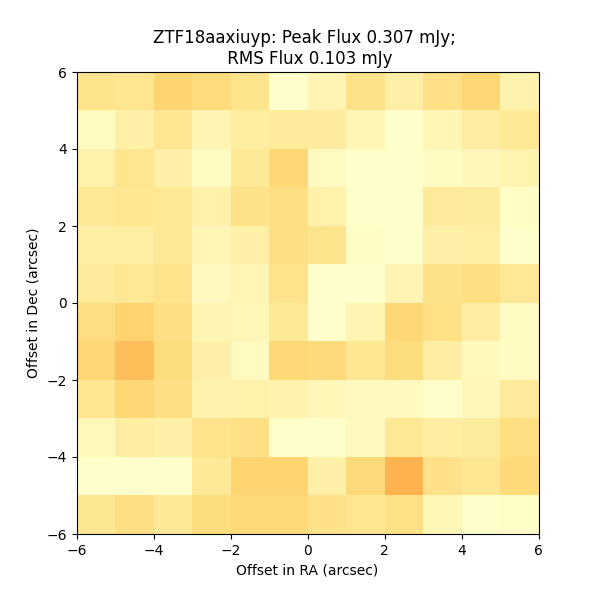 ZTF18aaxiuyp: Peak Flux 0.307 mJy;
RMS Flux 0.103 mJy
6
4
2
0
−2
−4
−6
Offset in Dec (arcsec)
−6 −4 −2 0 2 4 6
Offset in RA (arcsec)